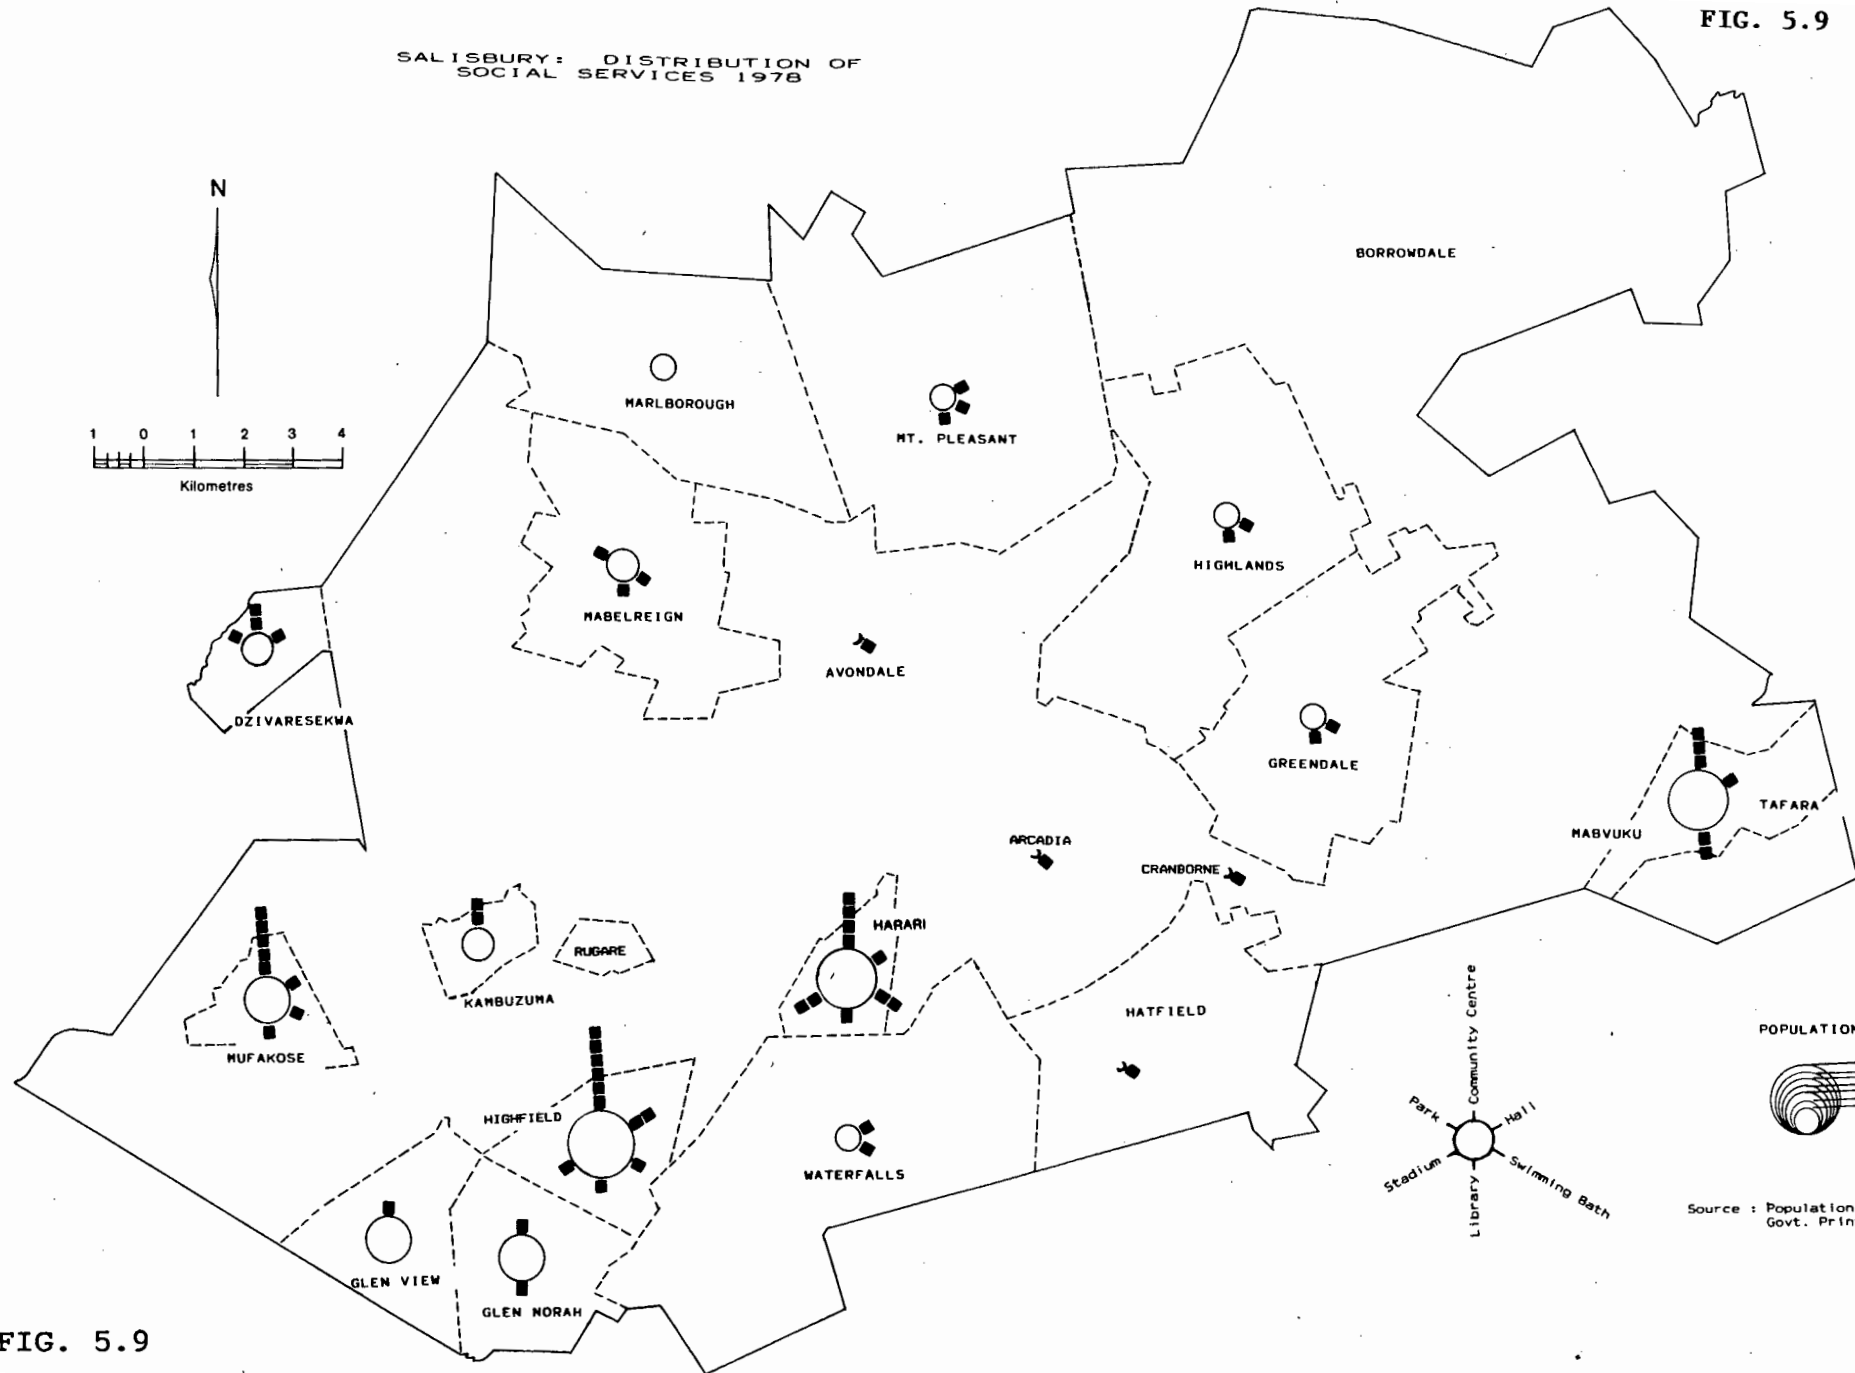 FIG. 5.9
SALISBURY: DISTRIBUTION OF
SOCIAL SERVICES 1978
N
BORROWDALE
MARLBOROUGH
MT. PLEASANT
1 0 1 2 3 4
Kilometres
HIGHLANDS
MABELREIGN
AVONDALE
DZIVARESEKWA
GREENDALE
TAFARA
MABVUKU
ARCADIA
CRANBORNE
HARARI
RUGARE
KAMBUZUMA
HATFIELD
MUFAKOSE
HIGHFIELD
WATERFALLS
GLEN VIEW
GLEN NORAH
Community Centre
Park
Hall
Stadium
Library
Swimming Bath
POPULATION
Source : Population
Govt. Prin
FIG. 5.9